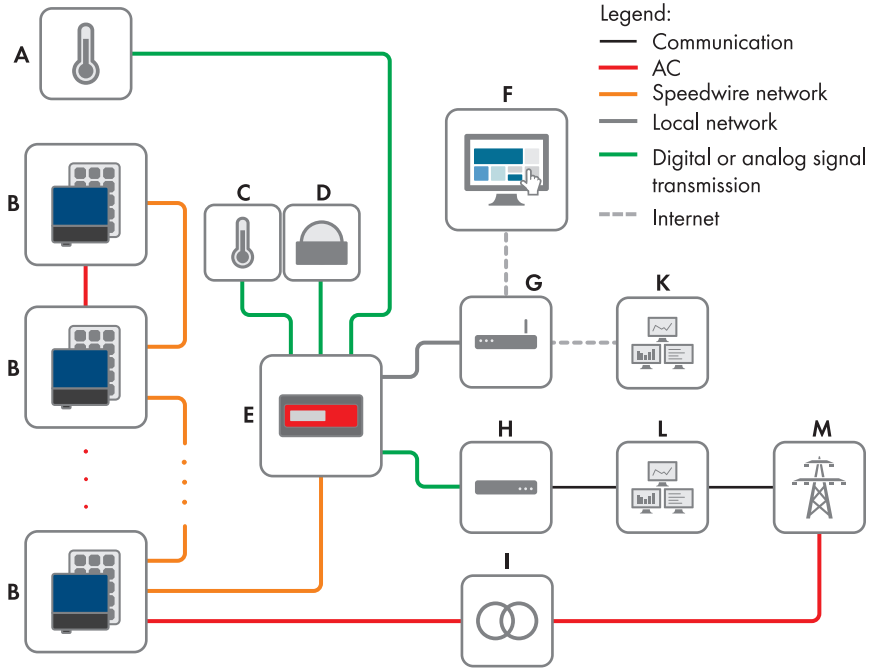 Legend:
Communication
AC
Speedwire network
Local network
Digital or analog signal
transmission
Internet
A
F
B
C
D
G
K
B
E
H
L
M
I
B